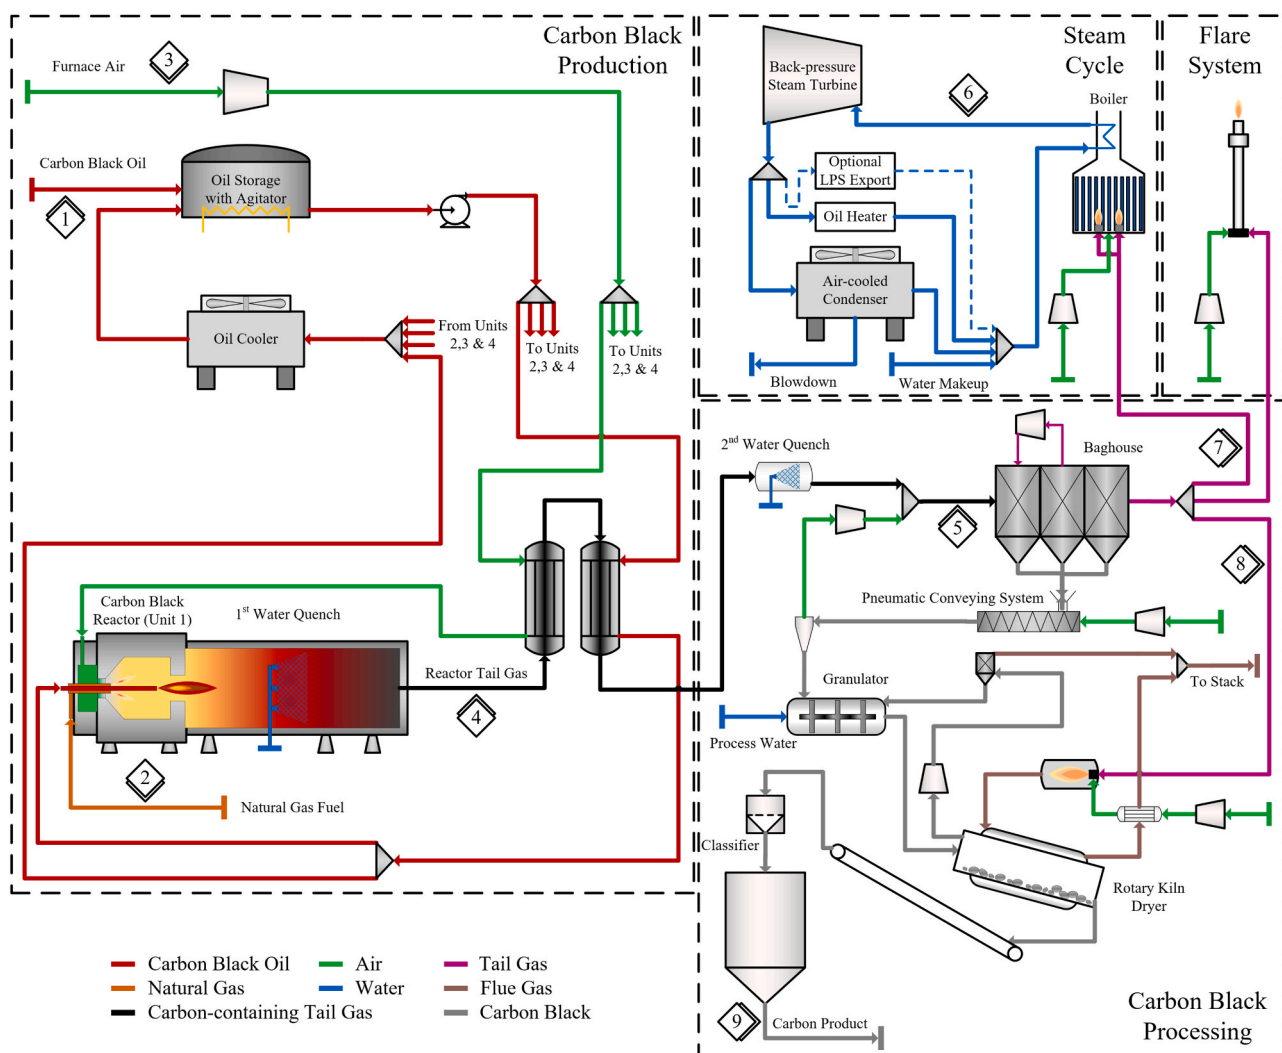 Carbon Black
Production
Furnace Air
3
Carbon Black Oil
1
Oil Storage
with Agitator
Oil Cooler
From Units
2,3 & 4
To Units
2,3 & 4
To Units
2,3 & 4
Carbon Black
Reactor (Unit 1)
1st Water Quench
Reactor Tail Gas
4
2
Natural Gas Fuel
Steam
Cycle
Back-pressure
Steam Turbine
6
Boiler
Optional
LPS Export
Oil Heater
Air-cooled
Condenser
Blowdown
Water Makeup
Flare
System
2nd Water Quench
Baghouse
7
5
8
Pneumatic Conveying System
Granulator
To Stack
Process Water
Classifier
Rotary Kiln
Dryer
9
Carbon Product
Carbon Black
Processing
Carbon Black Oil
Air
Tail Gas
Natural Gas
Water
Flue Gas
Carbon-containing Tail Gas
Carbon Black